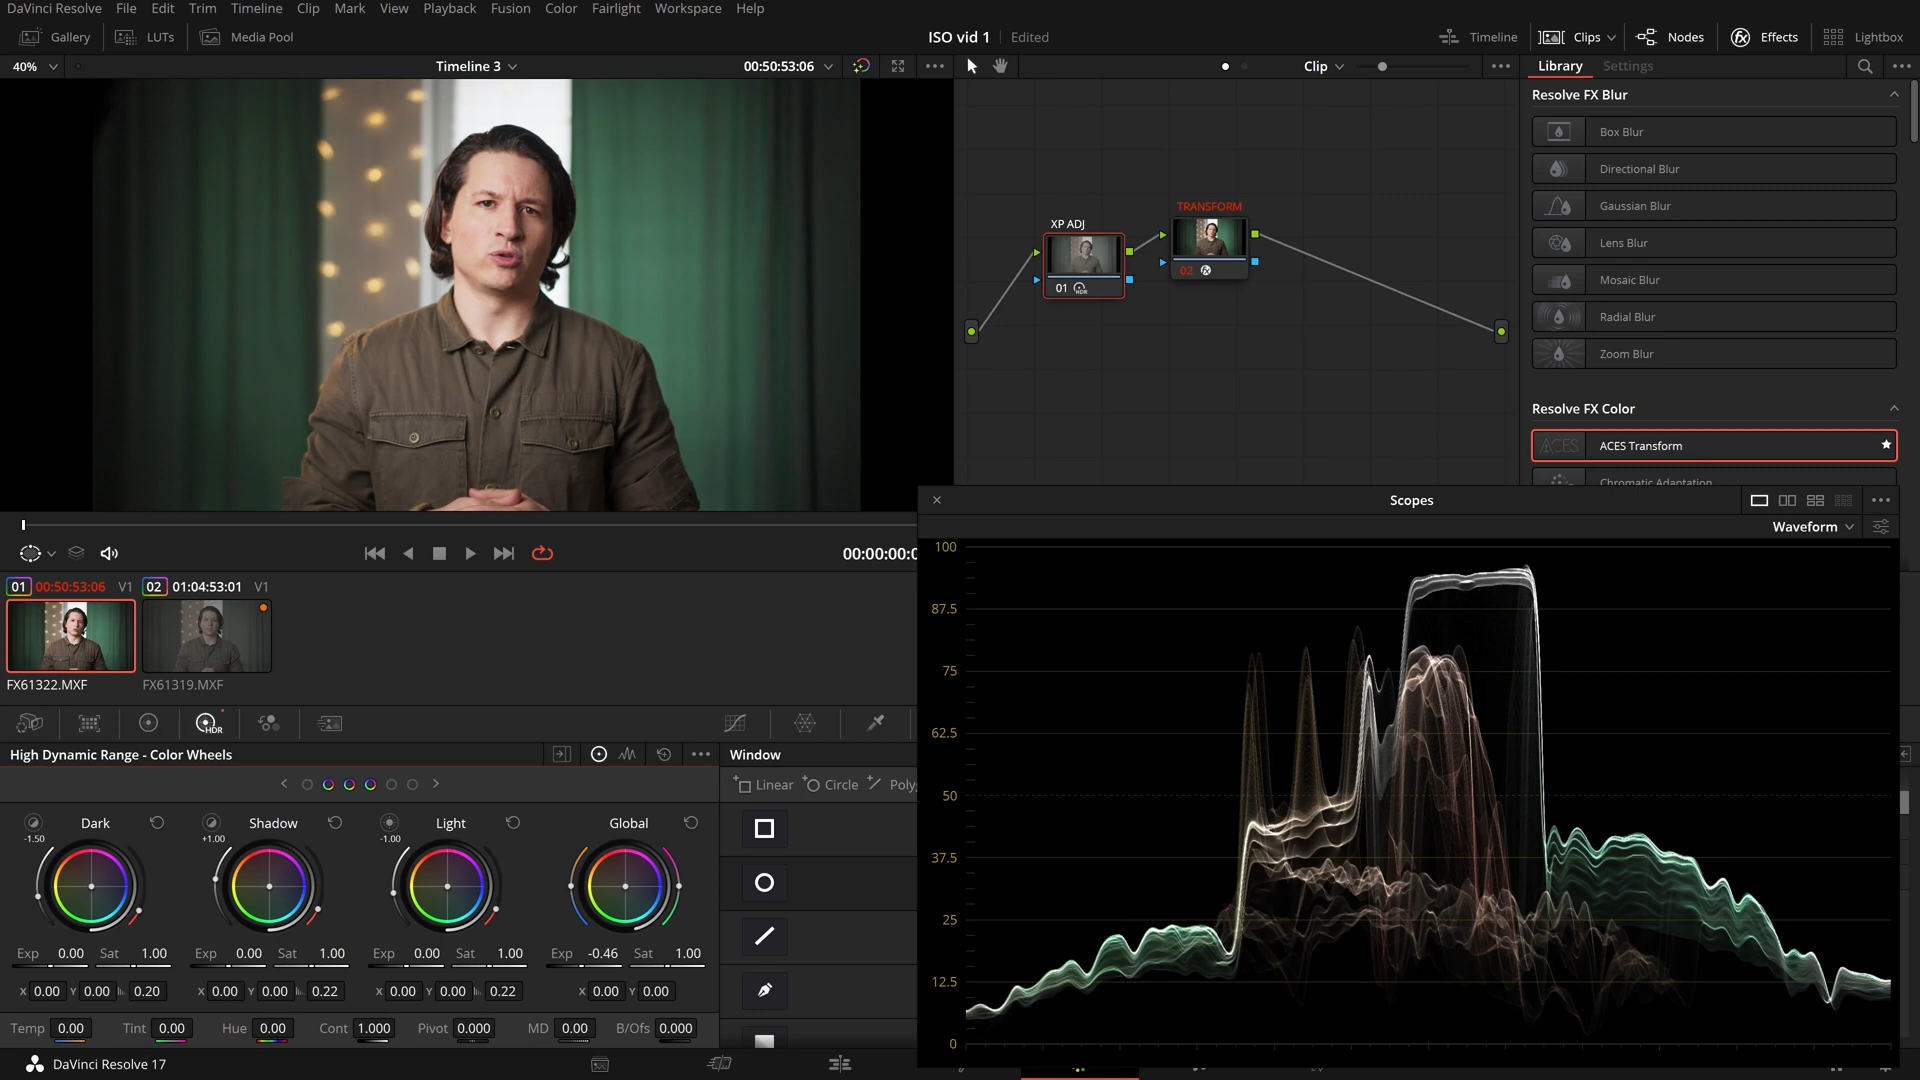 DaVinci Resolve File Edit Trim Timeline Clip Mark View Playback Fusion Color Fairlight Workspace Help
Gallery LUTs Media Pool ISO vid 1 Edited Timeline Clips Nodes Effects Lightbox
40% Timeline 3 00:50:53:06 Clip Library Settings
Resolve FX Blur
Box Blur
Directional Blur
Gaussian Blur
Lens Blur
Mosaic Blur
Radial Blur
Zoom Blur
Resolve FX Color
ACES ACES Transform
Chromatic Adaptation
TRANSFORM
XP ADJ
02
01 HDR
Scopes
Waveform
100
87.5
75
62.5
50
37.5
25
12.5
0
00:00:00:0
01 00:50:53:06 V1 02 01:04:53:01 V1
FX61322.MXF FX61319.MXF
HDR
High Dynamic Range - Color Wheels Window
Linear Circle Poly
Dark Shadow Light Global
-1.50 +1.00 -1.00
Exp 0.00 Sat 1.00 Exp 0.00 Sat 1.00 Exp 0.00 Sat 1.00 Exp -0.46 Sat 1.00
X 0.00 Y 0.00 0.20 X 0.00 Y 0.00 0.22 X 0.00 Y 0.00 0.22 X 0.00 Y 0.00
Temp 0.00 Tint 0.00 Hue 0.00 Cont 1.000 Pivot 0.000 MD 0.00 B/Ofs 0.000
DaVinci Resolve 17